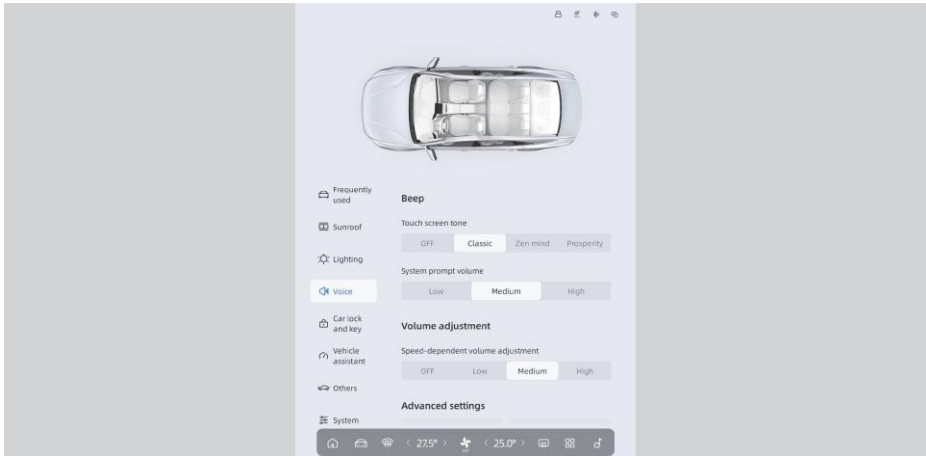 Frequently
used
Sunroof
Lighting
Voice
Car lock
and key
Vehicle
assistant
Others
System
Beep
Touch screen tone
OFF Classic Zen mind Prosperity
System prompt volume
Low Medium High
Volume adjustment
Speed-dependent volume adjustment
OFF Low Medium High
Advanced settings
< 27.5° > < 25.0° >